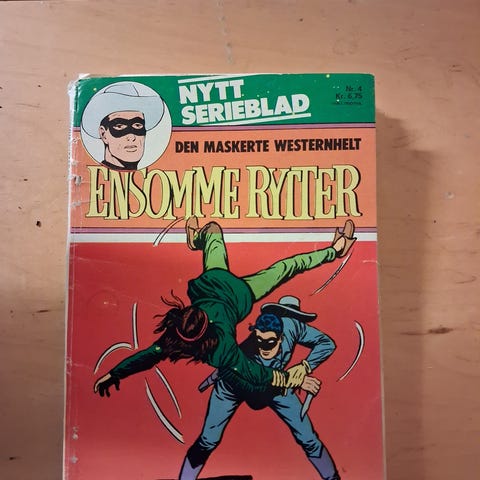 NYTT
SERIEBLAD
Nr. 4
Kr. 6,75
DEN MASKERTE WESTERNHELT
ENSOMME RYTTER